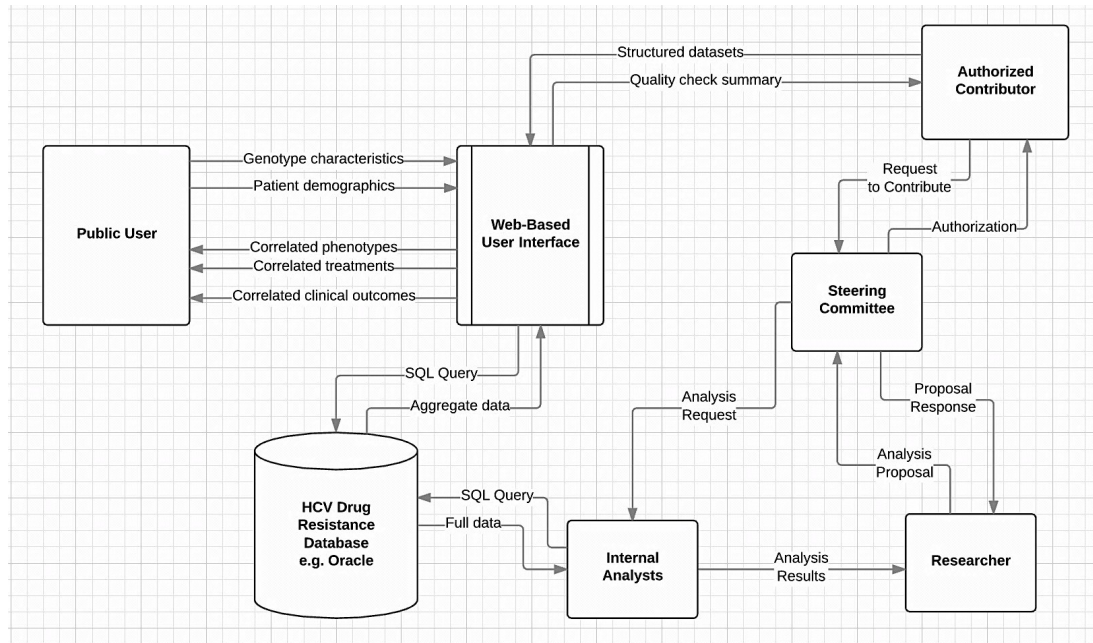 Structured datasets
Quality check summary
Authorized
Contributor
Genotype characteristics
Patient demographics
Public User
Web-Based
User Interface
Correlated phenotypes
Correlated treatments
Correlated clinical outcomes
Request
to Contribute
Authorization
Steering
Committee
SQL Query
Aggregate data
Analysis
Request
Proposal
Response
Analysis
Proposal
HCV Drug
Resistance
Database
e.g. Oracle
SQL Query
Full data
Internal
Analysts
Analysis
Results
Researcher